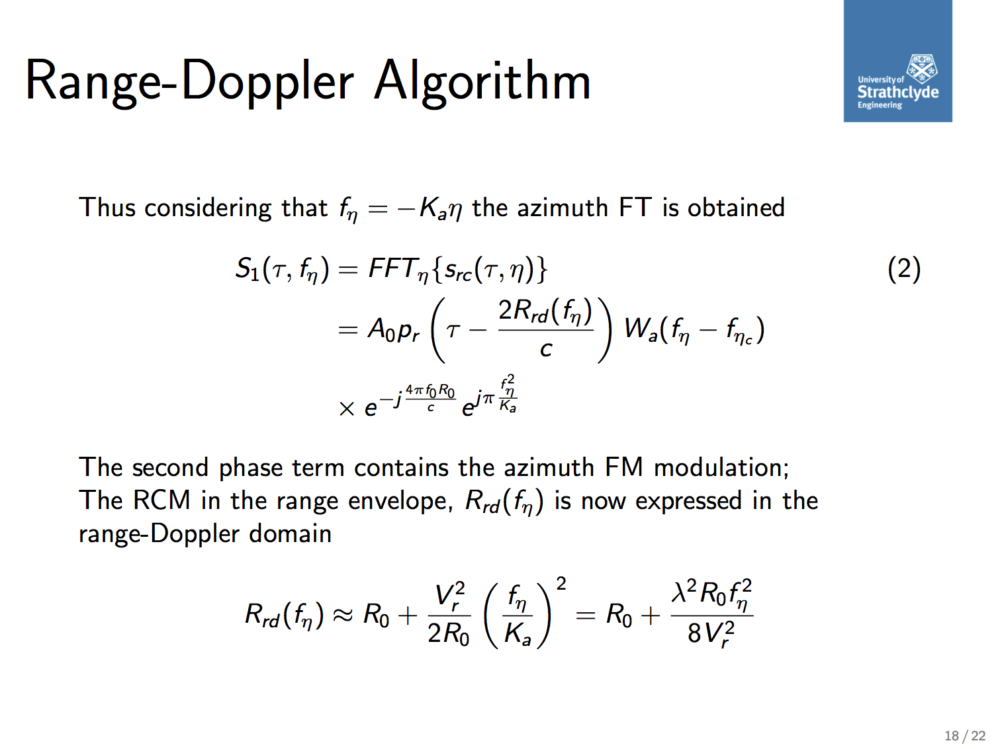 Range-Doppler Algorithm
University of
Strathclyde
Engineering
Thus considering that $f_\eta = -K_a\eta$ the azimuth FT is obtained
$S_1(\tau, f_\eta) = FFT_\eta\{s_{rc}(\tau, \eta)\}$ (2)
$= A_0 p_r \left(\tau - \frac{2R_{rd}(f_\eta)}{c}\right) W_a(f_\eta - f_{\eta_c})$
$\times e^{-j\frac{4\pi f_0 R_0}{c}} e^{j\pi\frac{f_\eta^2}{K_a}}$
The second phase term contains the azimuth FM modulation;
The RCM in the range envelope, $R_{rd}(f_\eta)$ is now expressed in the
range-Doppler domain
$R_{rd}(f_\eta) \approx R_0 + \frac{V_r^2}{2R_0}\left(\frac{f_\eta}{K_a}\right)^2 = R_0 + \frac{\lambda^2 R_0 f_\eta^2}{8V_r^2}$
18 / 22